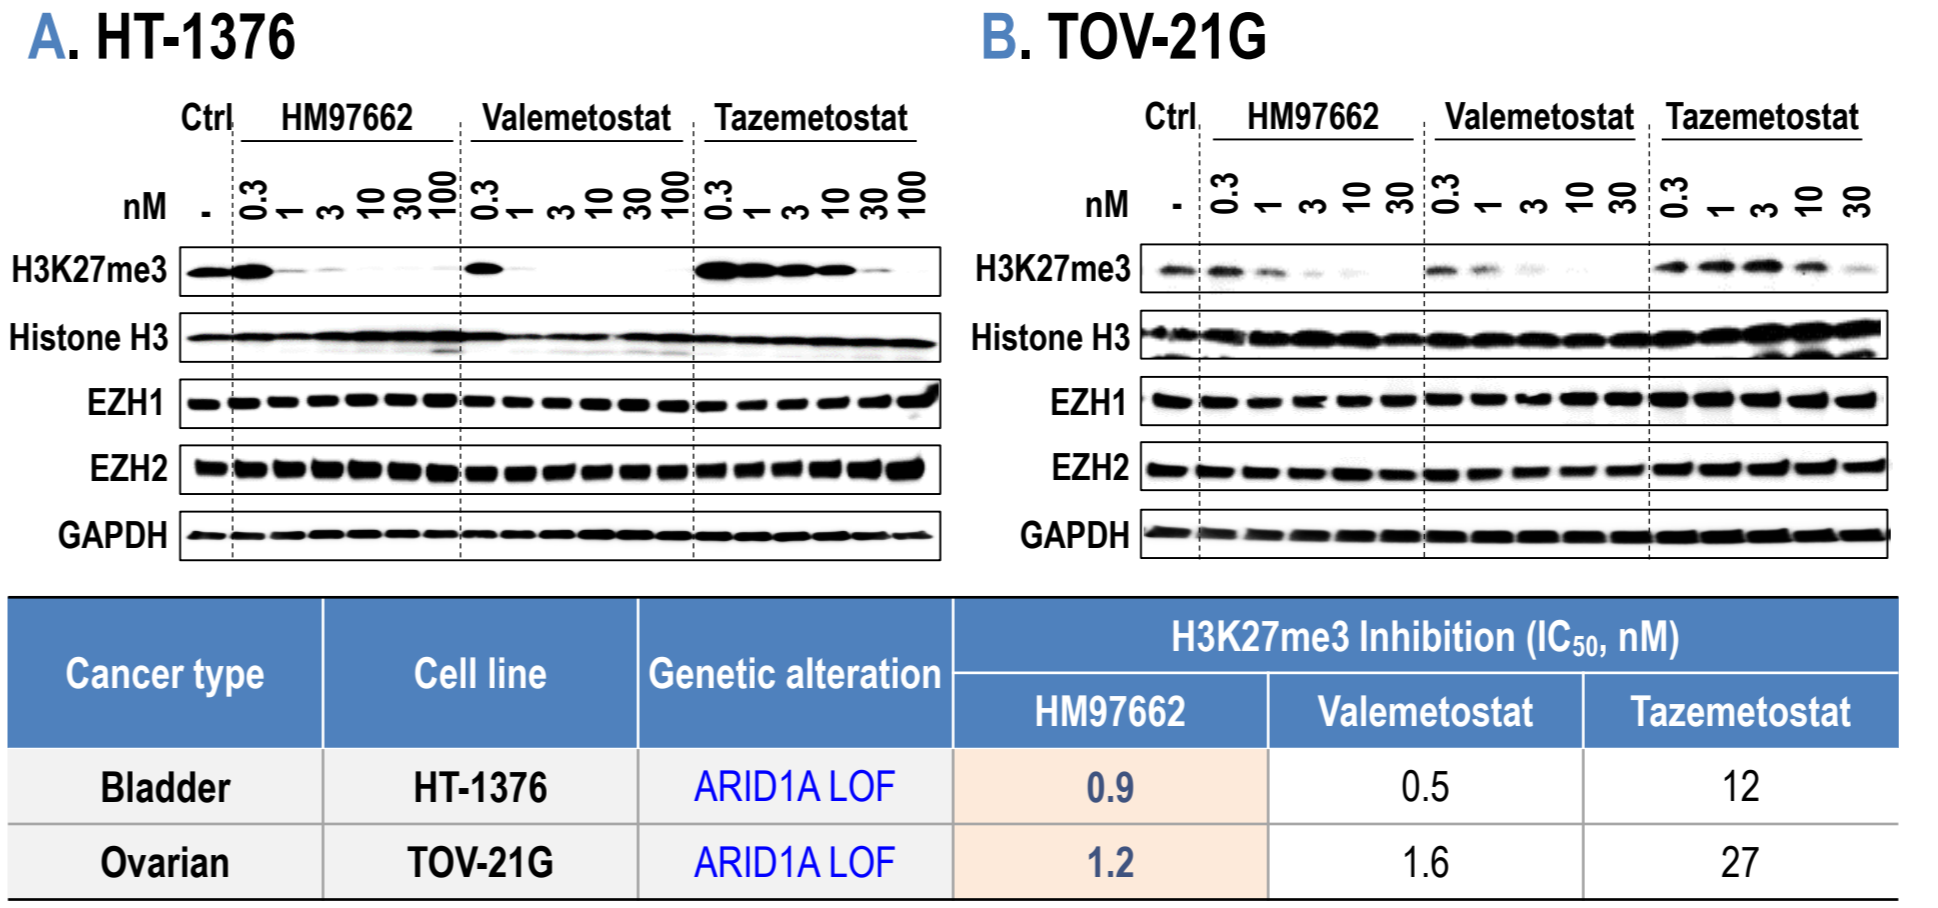 A. HT-1376
Ctrl HM97662 Valemetostat Tazemetostat
nM - 0.3 1 3 10 30 100 0.3 1 3 10 30 100 0.3 1 3 10 30 100
H3K27me3
Histone H3
EZH1
EZH2
GAPDH
B. TOV-21G
Ctrl HM97662 Valemetostat Tazemetostat
nM - 0.3 1 3 10 30 0.3 1 3 10 30 0.3 1 3 10 30
H3K27me3
Histone H3
EZH1
EZH2
GAPDH
Cancer type Cell line Genetic alteration H3K27me3 Inhibition (IC50, nM)
HM97662 Valemetostat Tazemetostat
Bladder HT-1376 ARID1A LOF 0.9 0.5 12
Ovarian TOV-21G ARID1A LOF 1.2 1.6 27